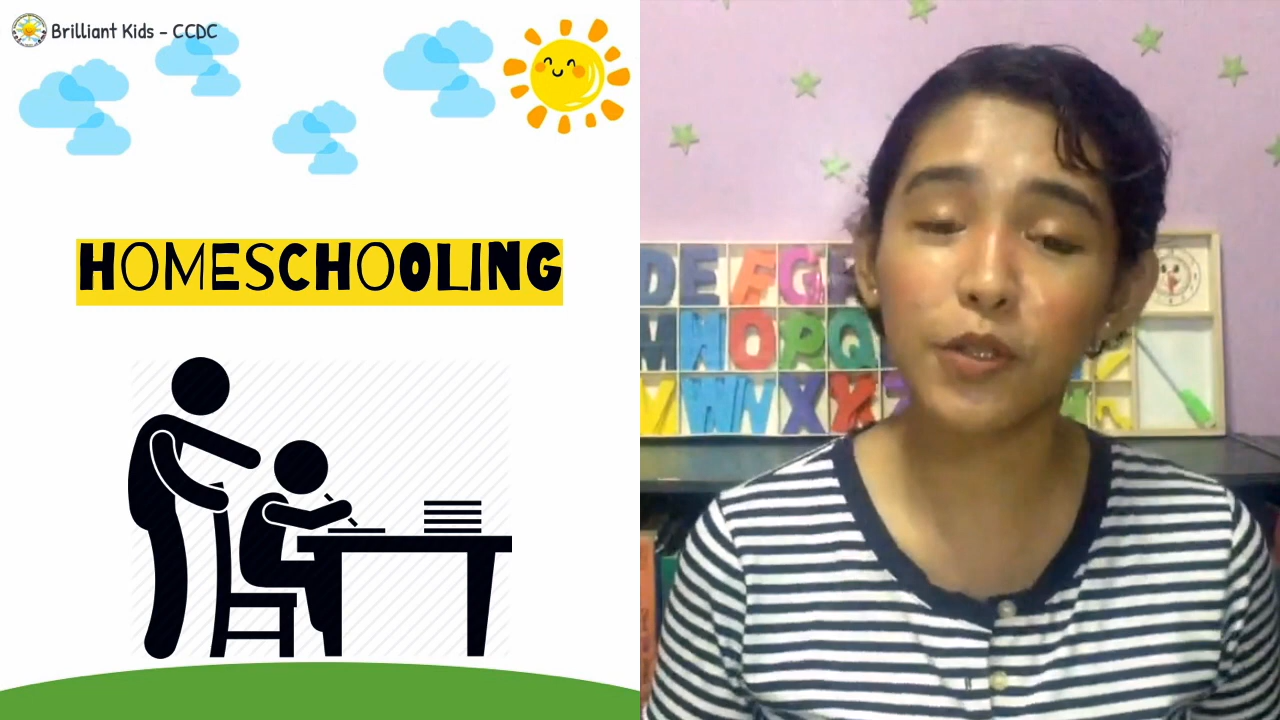 Brilliant Kids - CCDC
HOMESCHOOLING
D E F G
M N O P Q
V W X Y Z